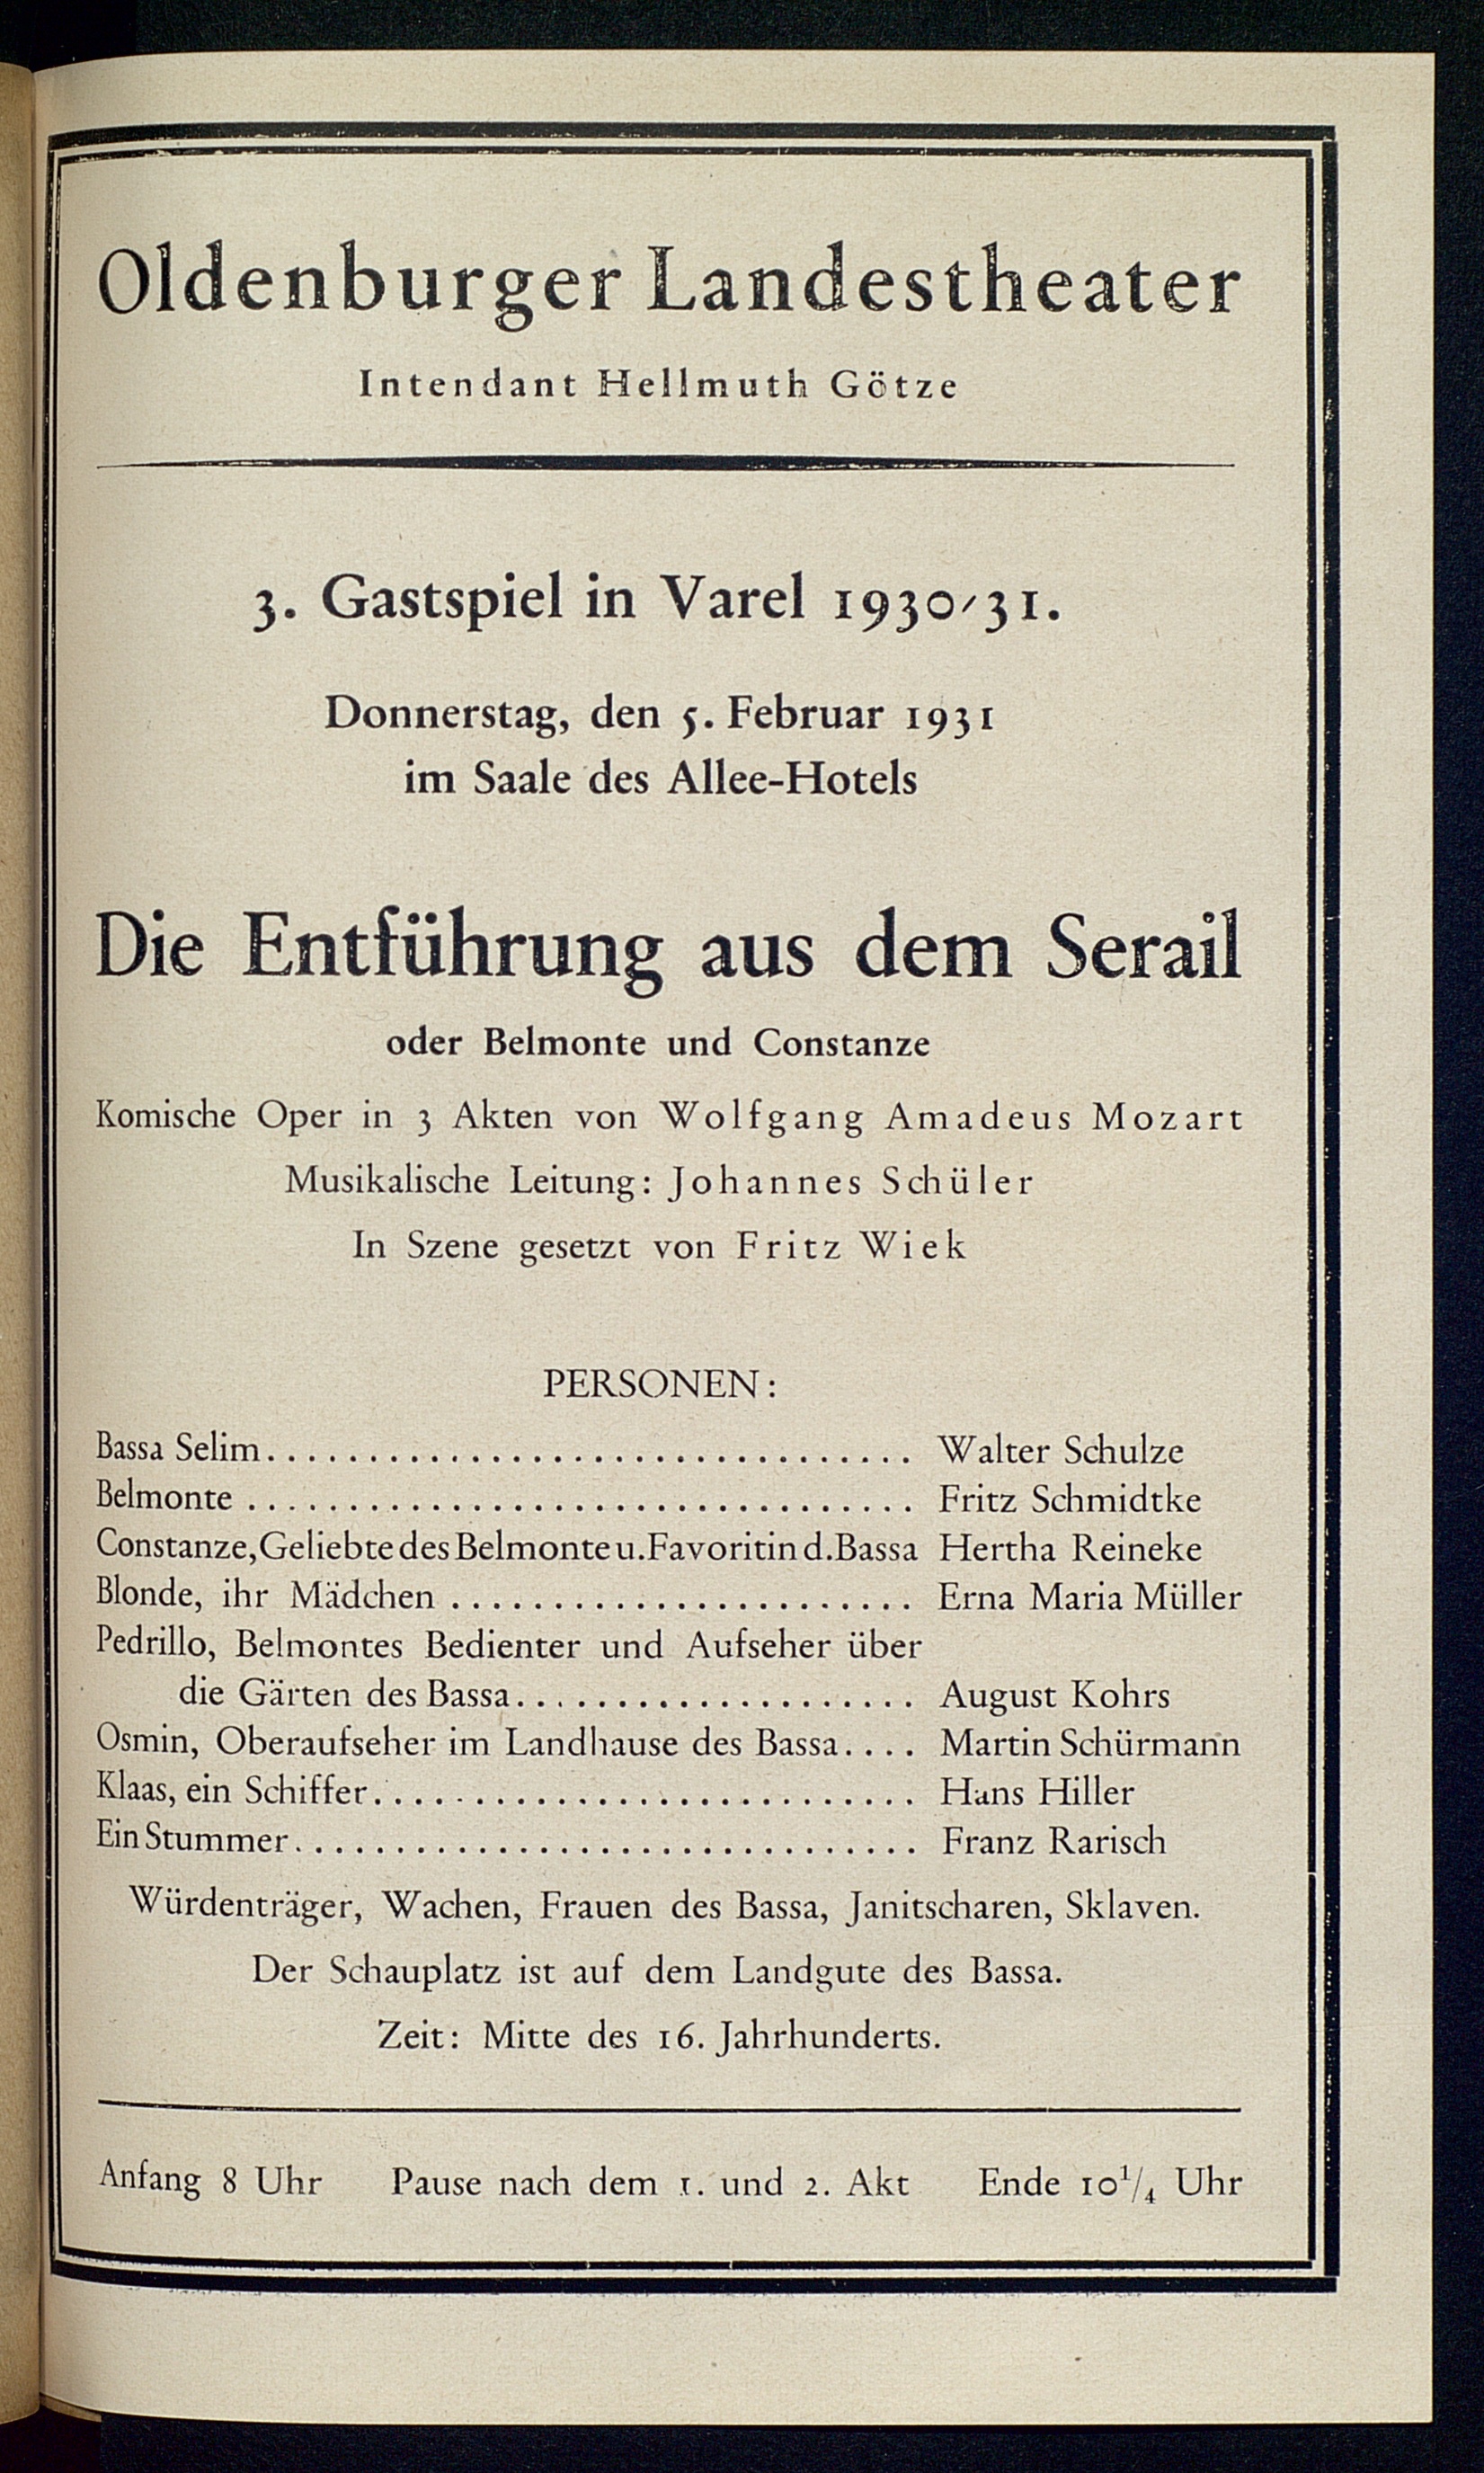 Oldenburger Landestheater
Intendant Hellmuth Götze
3. Gastspiel in Varel 1930/31.
Donnerstag, den 5. Februar 1931
im Saale des Allee-Hotels
Die Entführung aus dem Serail
oder Belmonte und Constanze
Komische Oper in 3 Akten von Wolfgang Amadeus Mozart
Musikalische Leitung: Johannes Schüler
In Szene gesetzt von Fritz Wiek
PERSONEN:
Bassa Selim................................ Walter Schulze
Belmonte ................................. Fritz Schmidtke
Constanze, Geliebte des Belmonte u. Favoritin d. Bassa Hertha Reineke
Blonde, ihr Mädchen ....................... Erna Maria Müller
Pedrillo, Belmontes Bedienter und Aufseher über
die Gärten des Bassa.................... August Kohrs
Osmin, Oberaufseher im Landhause des Bassa.... Martin Schürmann
Klaas, ein Schiffer........................... Hans Hiller
Ein Stummer............................... Franz Rarisch
Würdenträger, Wachen, Frauen des Bassa, Janitscharen, Sklaven.
Der Schauplatz ist auf dem Landgute des Bassa.
Zeit: Mitte des 16. Jahrhunderts.
Anfang 8 Uhr Pause nach dem 1. und 2. Akt Ende 10¹/₄ Uhr